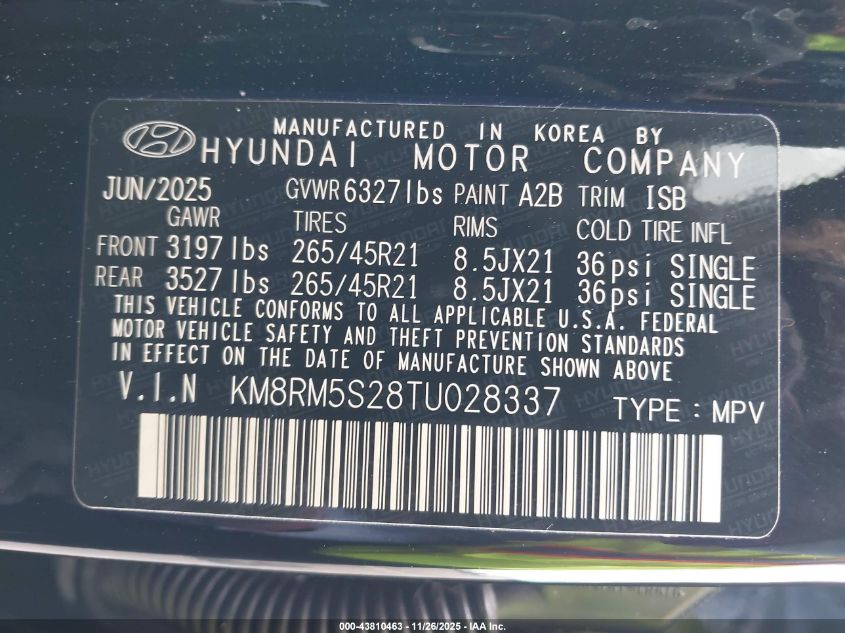 MANUFACTURED IN KOREA BY
HYUNDAI MOTOR COMPANY
JUN/2025 GVWR 6327lbs PAINT A2B TRIM ISB
GAWR TIRES RIMS COLD TIRE INFL
FRONT 3197lbs 265/45R21 8.5JX21 36psi SINGLE
REAR 3527lbs 265/45R21 8.5JX21 36psi SINGLE
THIS VEHICLE CONFORMS TO ALL APPLICABLE U.S.A. FEDERAL
MOTOR VEHICLE SAFETY AND THEFT PREVENTION STANDARDS
IN EFFECT ON THE DATE OF MANUFACTURE SHOWN ABOVE
V.I.N KM8RM5S28TU028337 TYPE : MPV
000-43810463 - 11/26/2025 - IAA Inc.